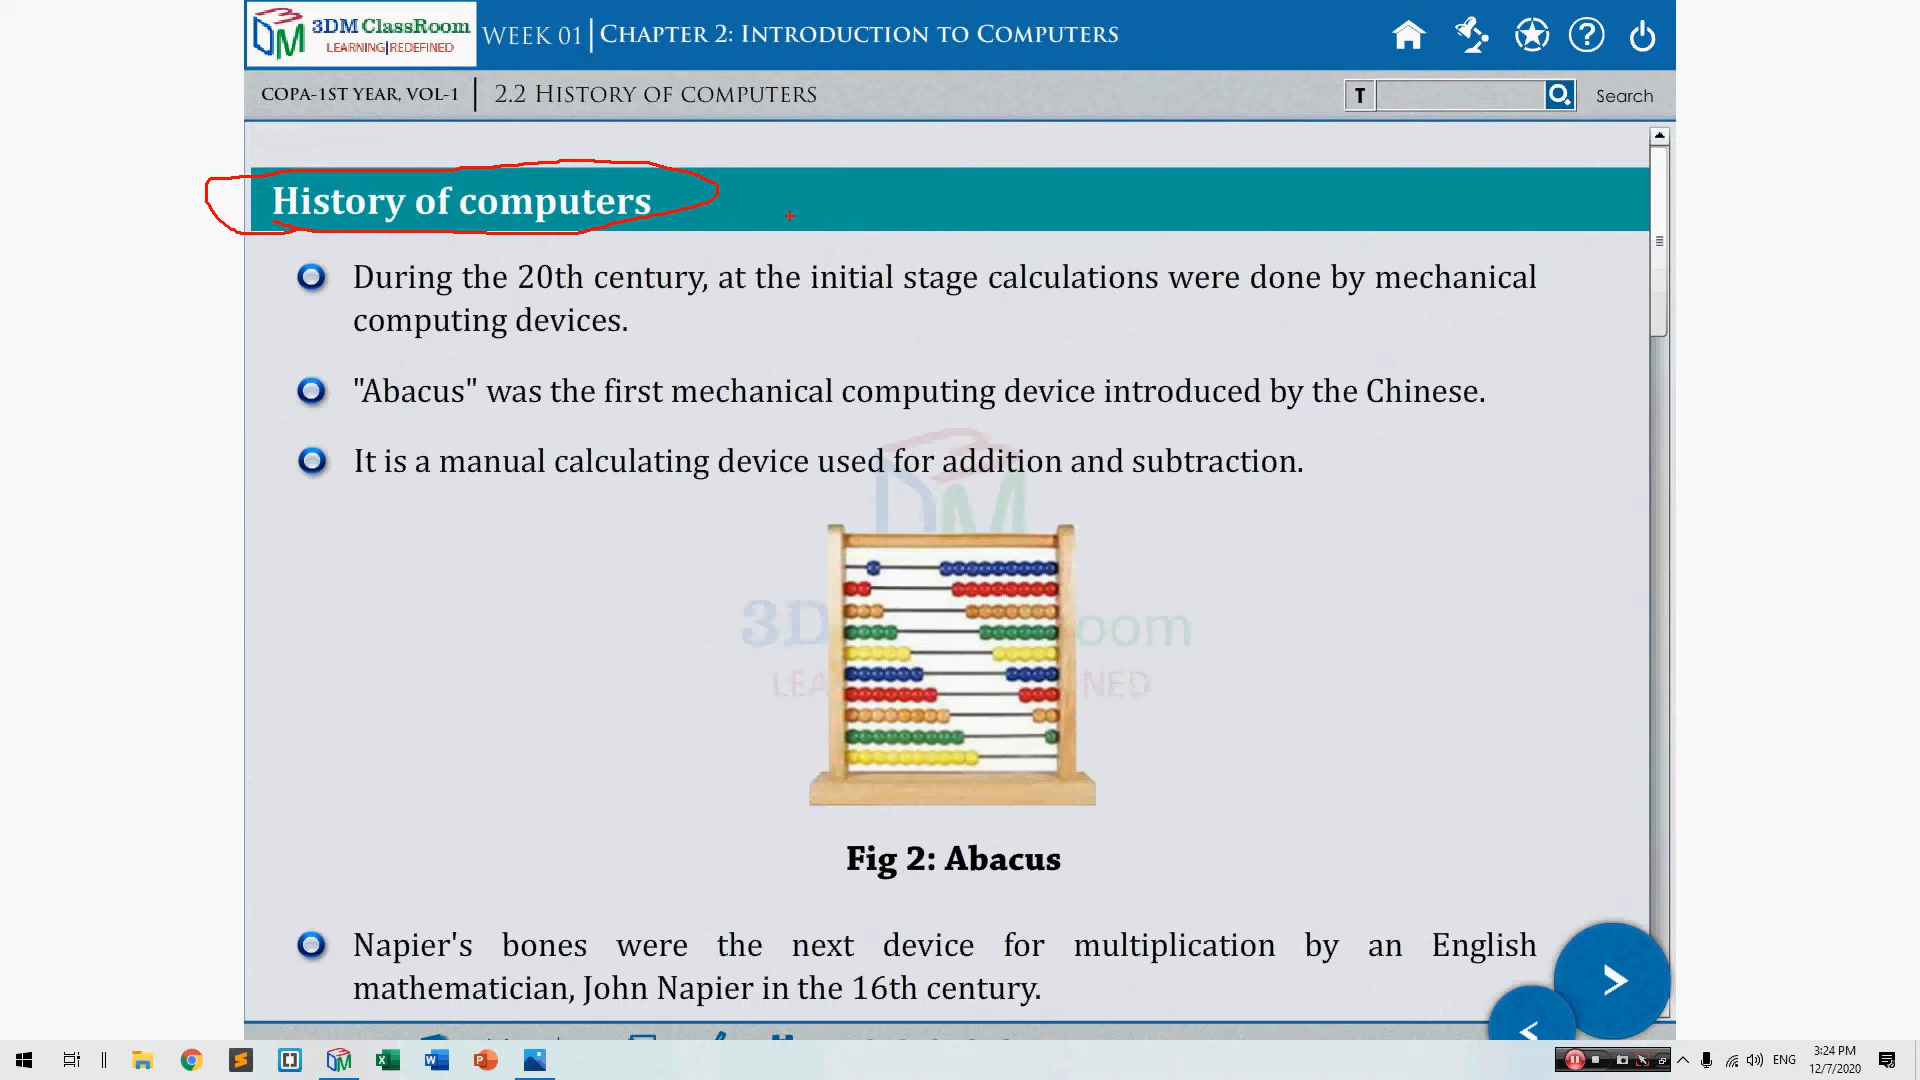 3DM ClassRoom
LEARNING|REDEFINED
WEEK 01 | CHAPTER 2: INTRODUCTION TO COMPUTERS
COPA-1ST YEAR, VOL-1 | 2.2 HISTORY OF COMPUTERS
T
Search
History of computers
During the 20th century, at the initial stage calculations were done by mechanical
computing devices.
"Abacus" was the first mechanical computing device introduced by the Chinese.
It is a manual calculating device used for addition and subtraction.
Fig 2: Abacus
Napier's bones were the next device for multiplication by an English
mathematician, John Napier in the 16th century.
ENG
3:24 PM
12/7/2020